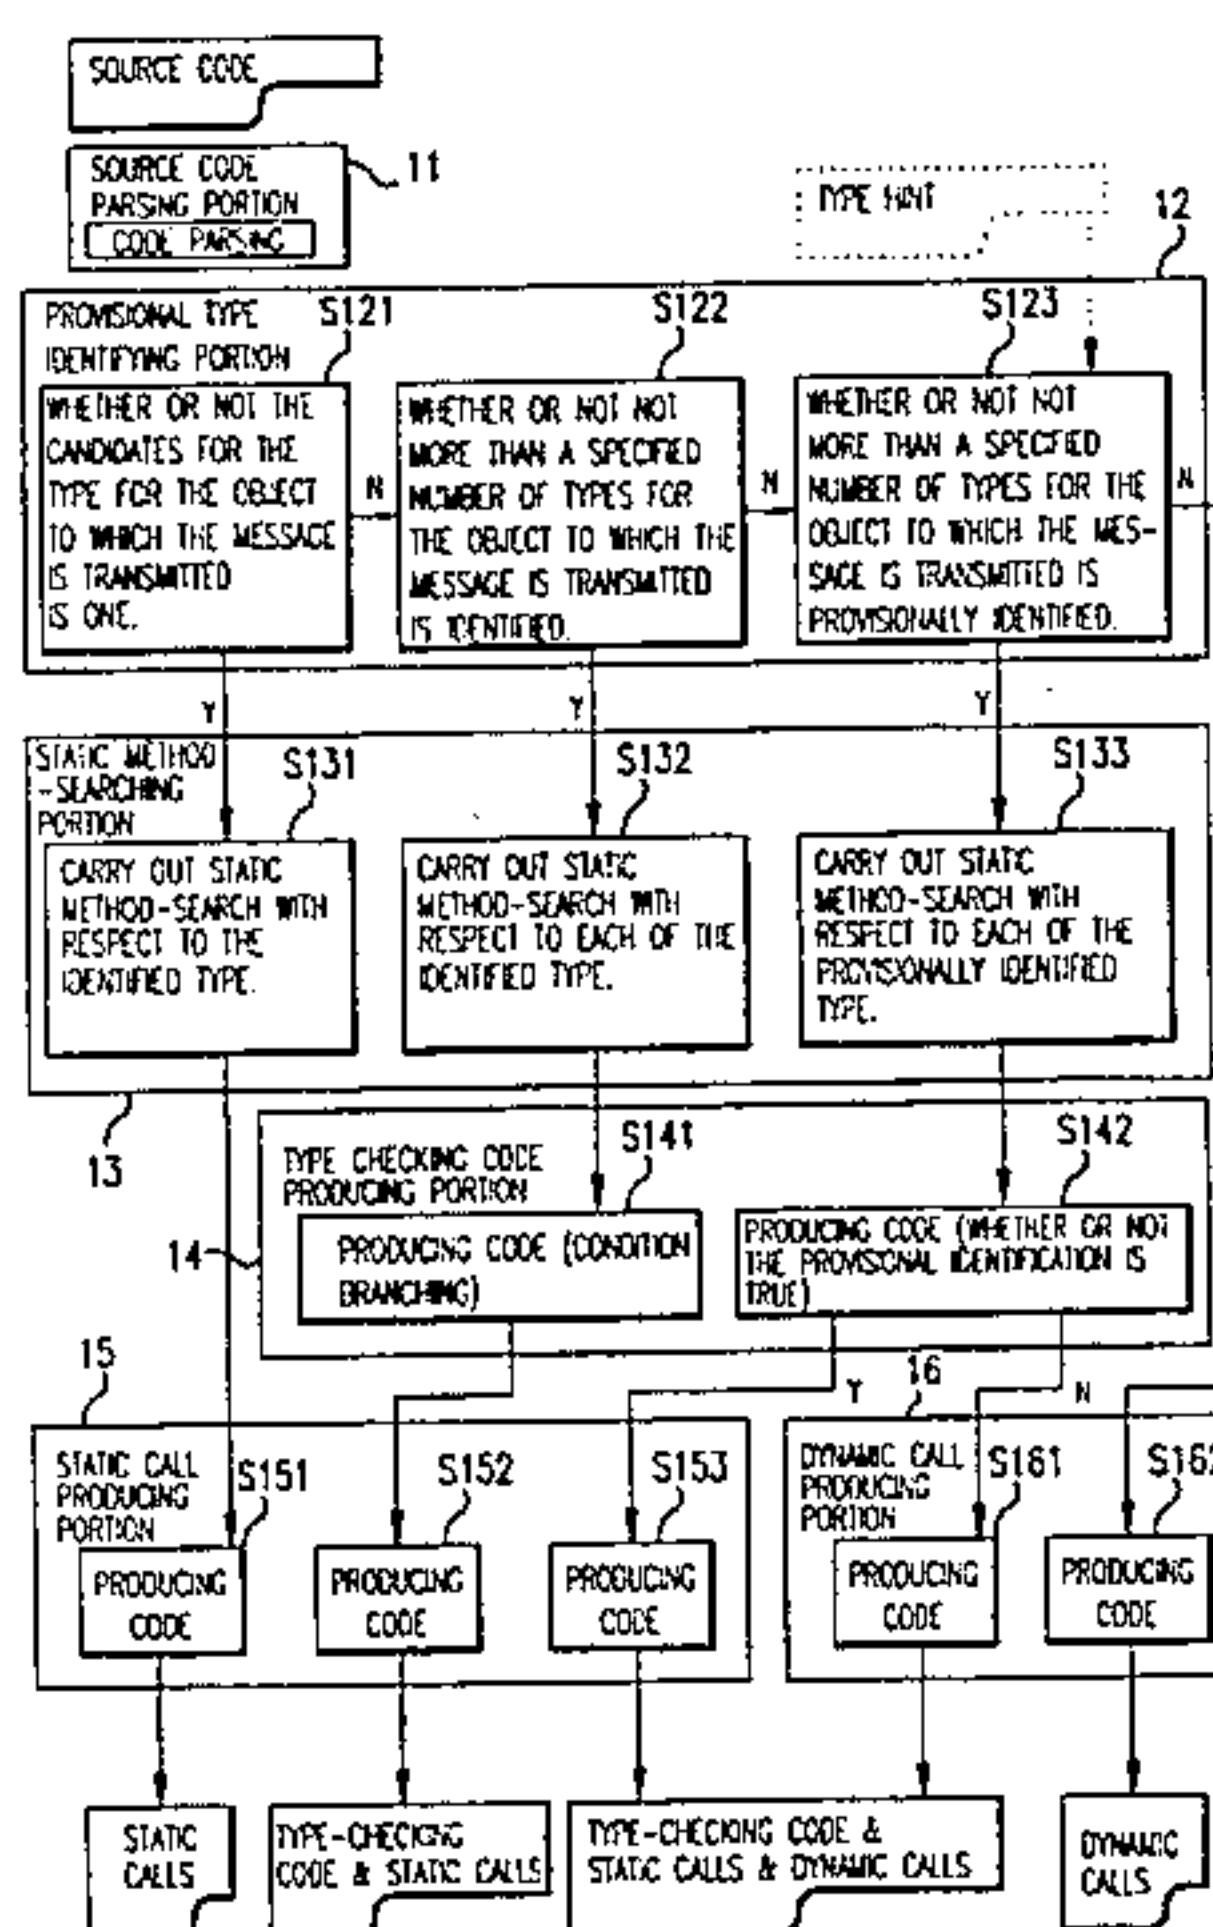 SOURCE CODE
SOURCE CODE
PARSING PORTION
CODE PARSING
11
TYPE HINT
12
PROVISIONAL TYPE
IDENTIFYING PORTION
S121
S122
S123
WHETHER OR NOT THE
CANDIDATES FOR THE
TYPE FOR THE OBJECT
TO WHICH THE MESSAGE
IS TRANSMITTED
IS ONE.
N
WHETHER OR NOT NOT
MORE THAN A SPECIFIED
NUMBER OF TYPES FOR
THE OBJECT TO WHICH THE
MESSAGE IS TRANSMITTED
IS IDENTIFIED.
N
WHETHER OR NOT NOT
MORE THAN A SPECIFIED
NUMBER OF TYPES FOR THE
OBJECT TO WHICH THE MES-
SAGE IS TRANSMITTED IS
PROVISIONALLY IDENTIFIED.
N
Y
Y
Y
STATIC METHOD
-SEARCHING
PORTION
S131
S132
S133
CARRY OUT STATIC
METHOD-SEARCH WITH
RESPECT TO THE
IDENTIFIED TYPE.
CARRY OUT STATIC
METHOD-SEARCH WITH
RESPECT TO EACH OF THE
IDENTIFIED TYPE.
CARRY OUT STATIC
METHOD-SEARCH WITH
RESPECT TO EACH OF THE
PROVISIONALLY IDENTIFIED
TYPE.
13
TYPE CHECKING CODE
PRODUCING PORTION
S141
S142
14
PRODUCING CODE (CONDITION
BRANCHING)
PRODUCING CODE (WHETHER OR NOT
THE PROVISIONAL IDENTIFICATION IS
TRUE)
15
Y
16
N
STATIC CALL
PRODUCING
PORTION
S151
S152
S153
DYNAMIC CALL
PRODUCING
PORTION
S161
S162
PRODUCING
CODE
PRODUCING
CODE
PRODUCING
CODE
PRODUCING
CODE
PRODUCING
CODE
STATIC
CALLS
TYPE-CHECKING
CODE & STATIC CALLS
TYPE-CHECKING CODE &
STATIC CALLS & DYNAMIC CALLS
DYNAMIC
CALLS